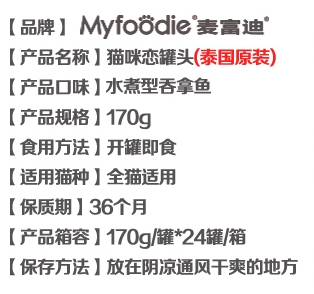 【品牌】Myfoodie®麦富迪®
【产品名称】猫咪恋罐头(泰国原装)
【产品口味】水煮型吞拿鱼
【产品规格】170g
【食用方法】开罐即食
【适用猫种】全猫适用
【保质期】36个月
【产品箱容】170g/罐*24罐/箱
【保存方法】放在阴凉通风干爽的地方